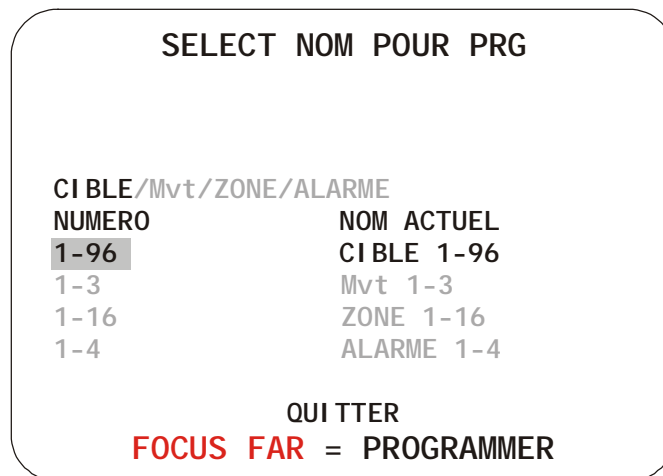 SELECT NOM POUR PRG
CIBLE/Mvt/ZONE/ALARME
NUMERO NOM ACTUEL
1-96 CIBLE 1-96
1-3 Mvt 1-3
1-16 ZONE 1-16
1-4 ALARME 1-4
QUITTER
FOCUS FAR = PROGRAMMER